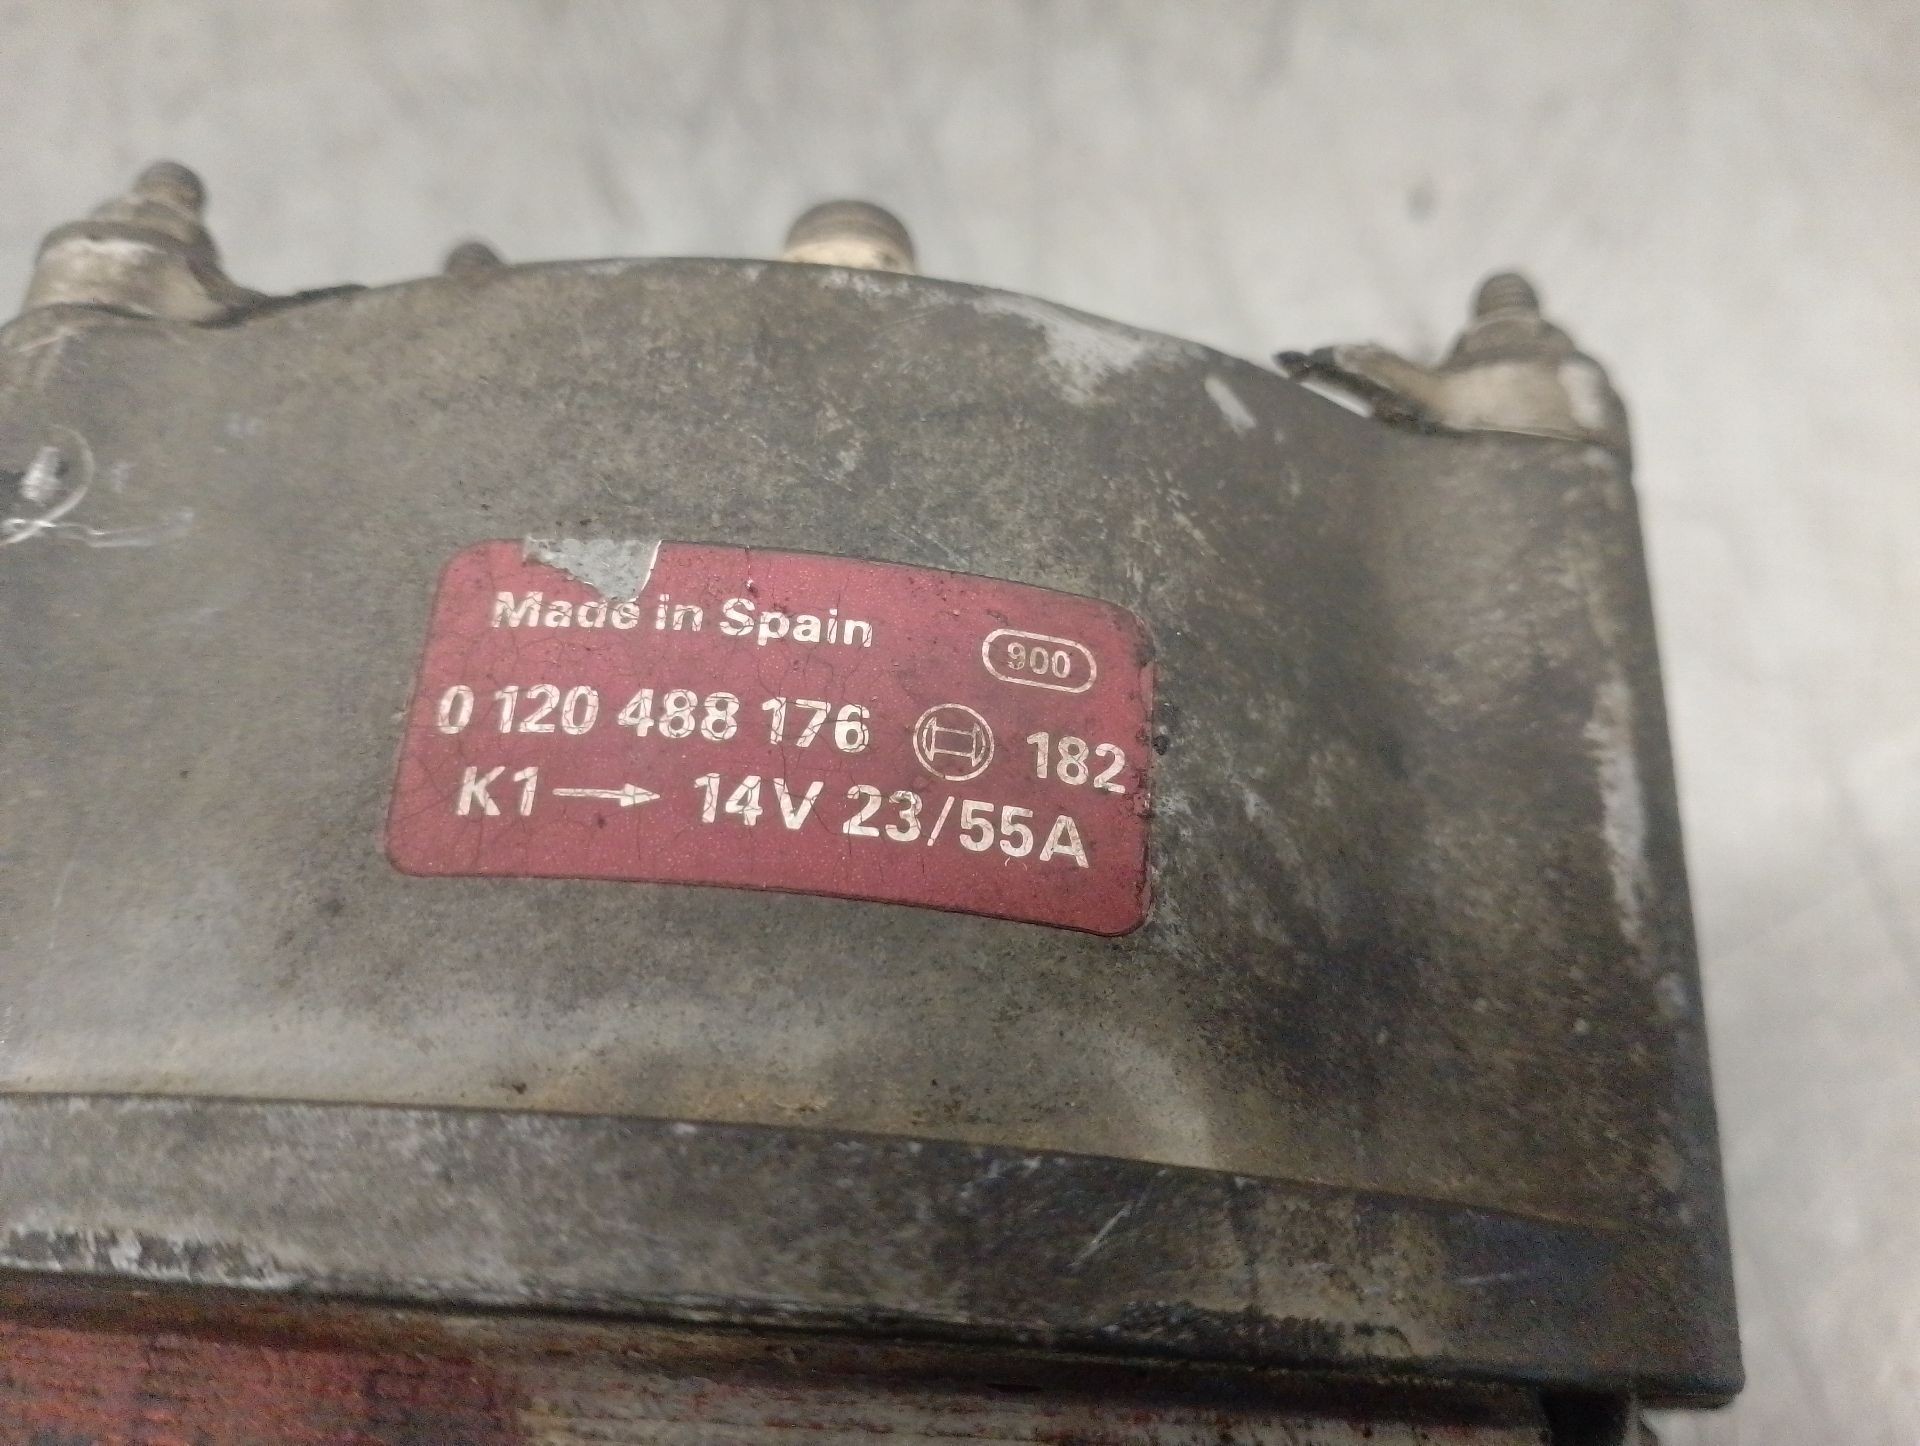 Made in Spain
900
0 120 488 176 182
K1 → 14V 23/55A